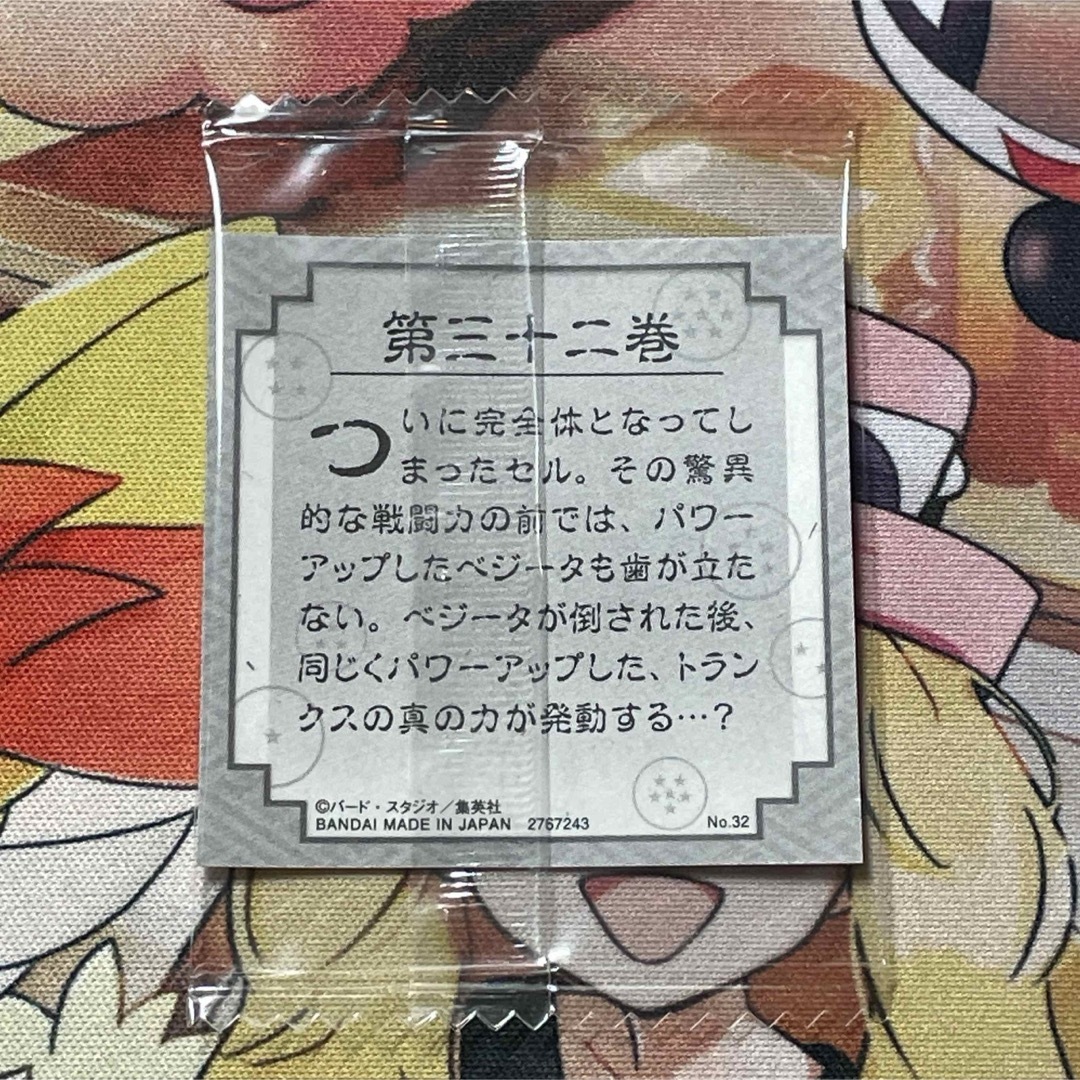 第三十二巻
ついに完全体となってし
まったセル。その驚異
的な戦闘力の前では、パワー
アップしたベジータも歯が立た
ない。ベジータが倒された後、
同じくパワーアップした、トラン
クスの真の力が発動する…?
©バード・スタジオ/集英社
BANDAI MADE IN JAPAN 2767243 No.32